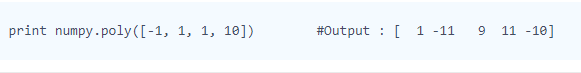 print numpy.poly([-1, 1, 1, 10])        #Output : [  1 -11   9  11 -10]